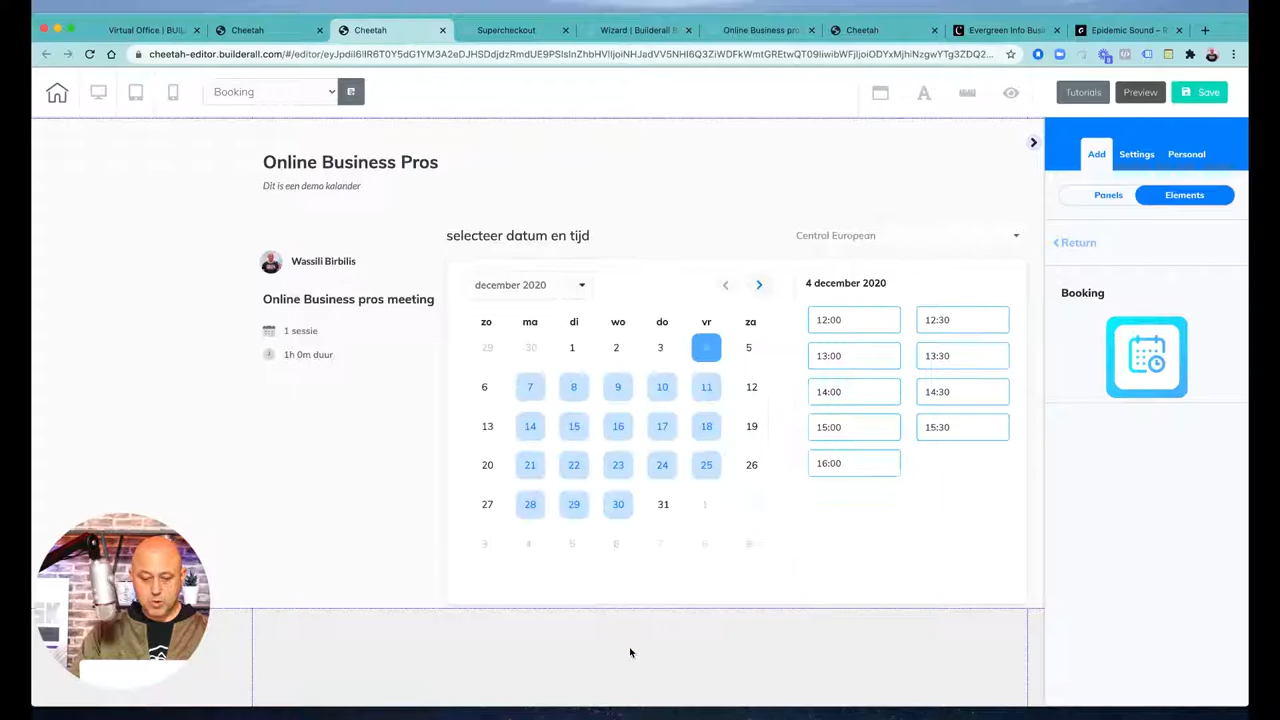 Virtual Office | BUIL × Cheetah × Cheetah × Supercheckout × Wizard | Builderall B × Online Business pro × Cheetah × Evergreen Info Busi × Epidemic Sound – R × +
cheetah-editor.builderall.com/#/editor/
Booking Tutorials Preview Save
Online Business Pros
Dit is een demo kalander
Add Settings Personal
Panels Elements
selecteer datum en tijd Central European
Return
Wassili Birbilis
december 2020 4 december 2020
Booking
Online Business pros meeting
1 sessie
1h 0m duur
zo ma di wo do vr za
29 30 1 2 3 4 5
6 7 8 9 10 11 12
13 14 15 16 17 18 19
20 21 22 23 24 25 26
27 28 29 30 31 1
3 4 5 6 7 8
12:00 12:30
13:00 13:30
14:00 14:30
15:00 15:30
16:00